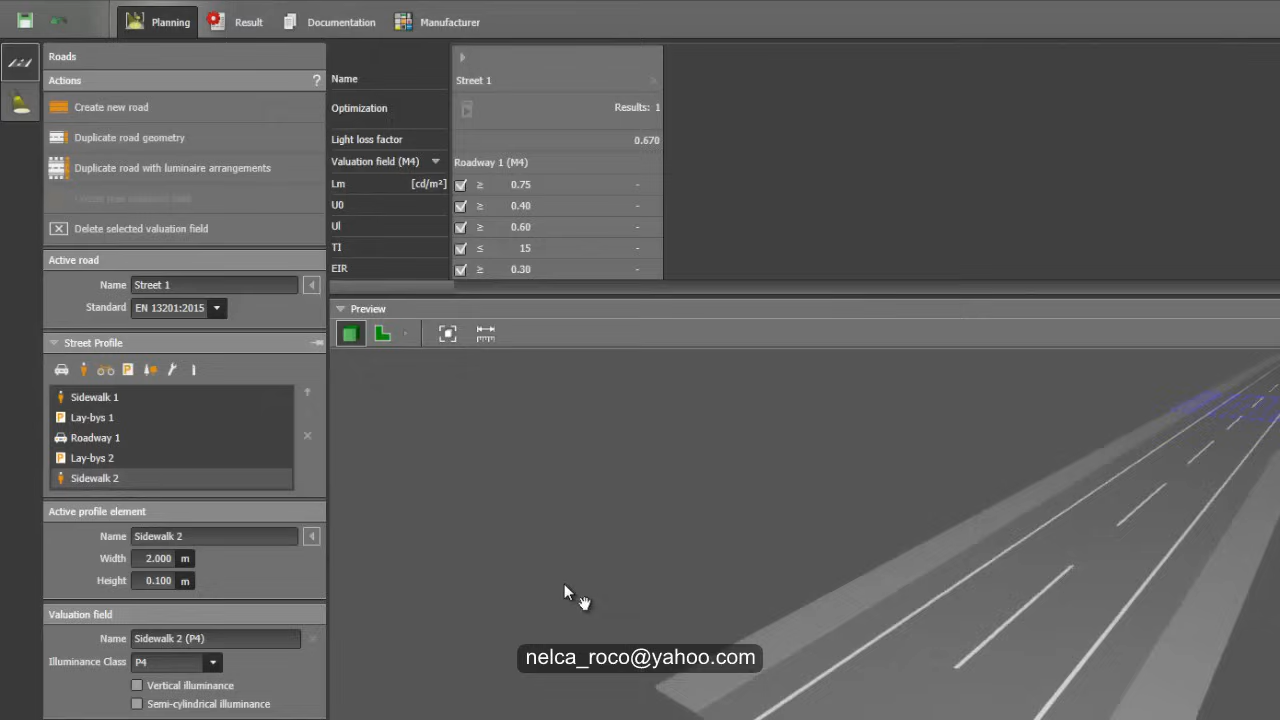 Planning
Result
Documentation
Manufacturer
Roads
Actions ?
Create new road
Duplicate road geometry
Duplicate road with luminaire arrangements
Delete selected valuation field
Active road
Name Street 1
Standard EN 13201:2015
Street Profile
Sidewalk 1
P Lay-bys 1
Roadway 1
P Lay-bys 2
Sidewalk 2
Active profile element
Name Sidewalk 2
Width 2.000 m
Height 0.100 m
Valuation field
Name Sidewalk 2 (P4)
Illuminance Class P4
Vertical illuminance
Semi-cylindrical illuminance
Name Street 1
Optimization Results: 1
Light loss factor 0.670
Valuation field (M4) Roadway 1 (M4)
Lm [cd/m²] ≥ 0.75 -
U0 ≥ 0.40 -
Ul ≥ 0.60 -
TI ≤ 15 -
EIR ≥ 0.30 -
Preview
nelca_roco@yahoo.com